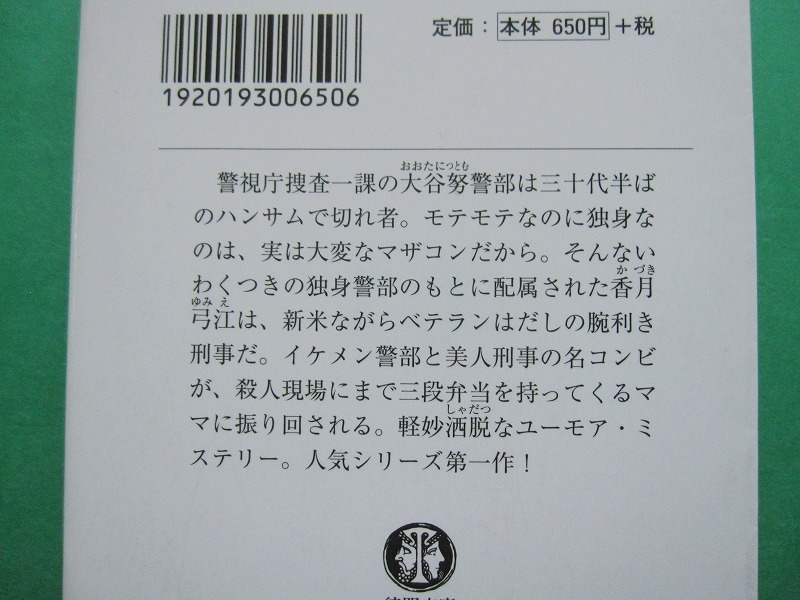 定価：本体 650円＋税
1920193006506
警視庁捜査一課の大谷努警部は三十代半ば
おおたにつとむ
のハンサムで切れ者。モテモテなのに独身な
のは、実は大変なマザコンだから。そんない
わくつきの独身警部のもとに配属された香月
かづき
弓江は、新米ながらベテランはだしの腕利き
ゆみえ
刑事だ。イケメン警部と美人刑事の名コンビ
が、殺人現場にまで三段弁当を持ってくるマ
マに振り回される。軽妙洒脱なユーモア・ミ
しゃだつ
ステリー。人気シリーズ第一作！